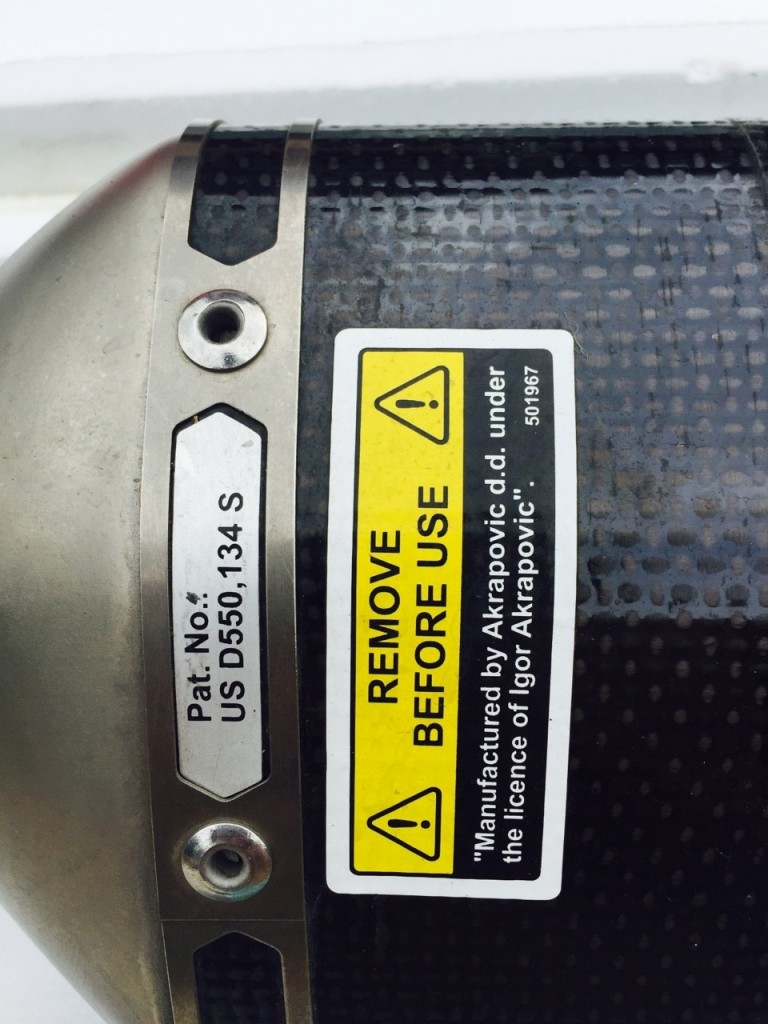 Pat. No.:
US D550,134 S
REMOVE
BEFORE USE
"Manufactured by Akrapovic d.d. under
the licence of Igor Akrapovic".
501967